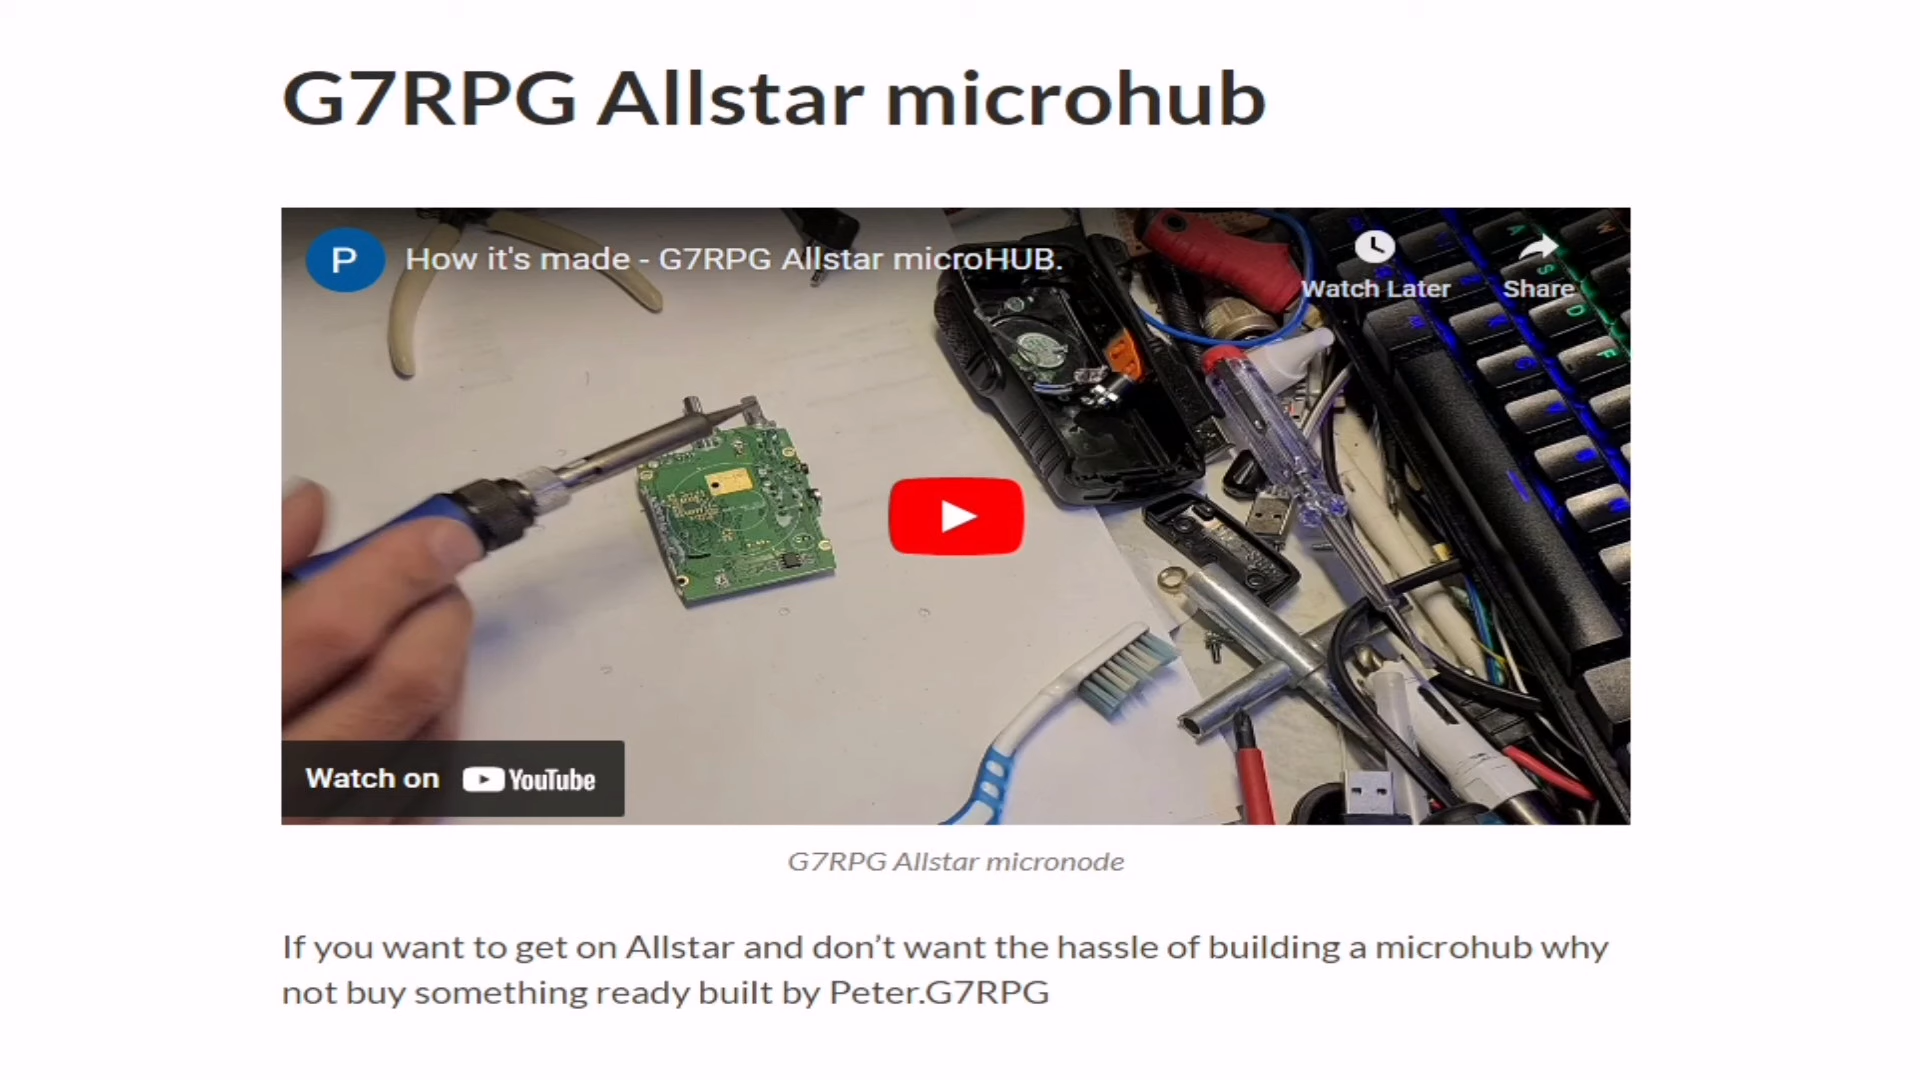 G7RPG Allstar microhub
P
How it's made - G7RPG Allstar microHUB.
Watch Later
Share
Watch on YouTube
G7RPG Allstar micronode
If you want to get on Allstar and don’t want the hassle of building a microhub why
not buy something ready built by Peter.G7RPG